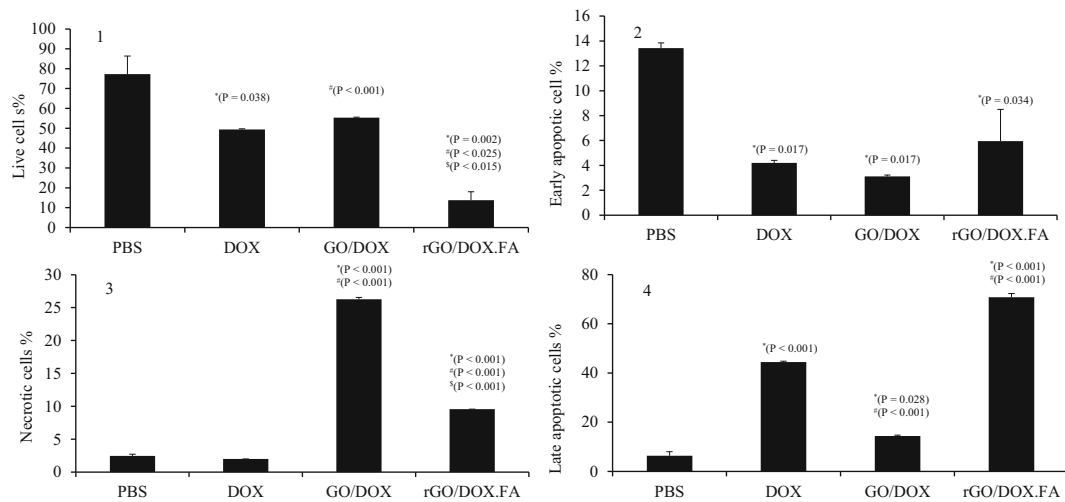 1
Live cell s%
100
90
80
70
60
50
40
30
20
10
0
*(P = 0.038)
#(P < 0.001)
*(P = 0.002)
#(P < 0.025)
$(P < 0.015)
PBS DOX GO/DOX rGO/DOX.FA
2
Early apopotic cell %
16
14
12
10
8
6
4
2
0
*(P = 0.017)
*(P = 0.017)
*(P = 0.034)
PBS DOX GO/DOX rGO/DOX.FA
3
Necrotic cells %
30
25
20
15
10
5
0
*(P < 0.001)
#(P < 0.001)
*(P < 0.001)
#(P < 0.001)
$(P < 0.001)
PBS DOX GO/DOX rGO/DOX.FA
4
Late apoptotic cells %
80
60
40
20
0
*(P < 0.001)
*(P = 0.028)
#(P < 0.001)
*(P < 0.001)
#(P < 0.001)
PBS DOX GO/DOX rGO/DOX.FA